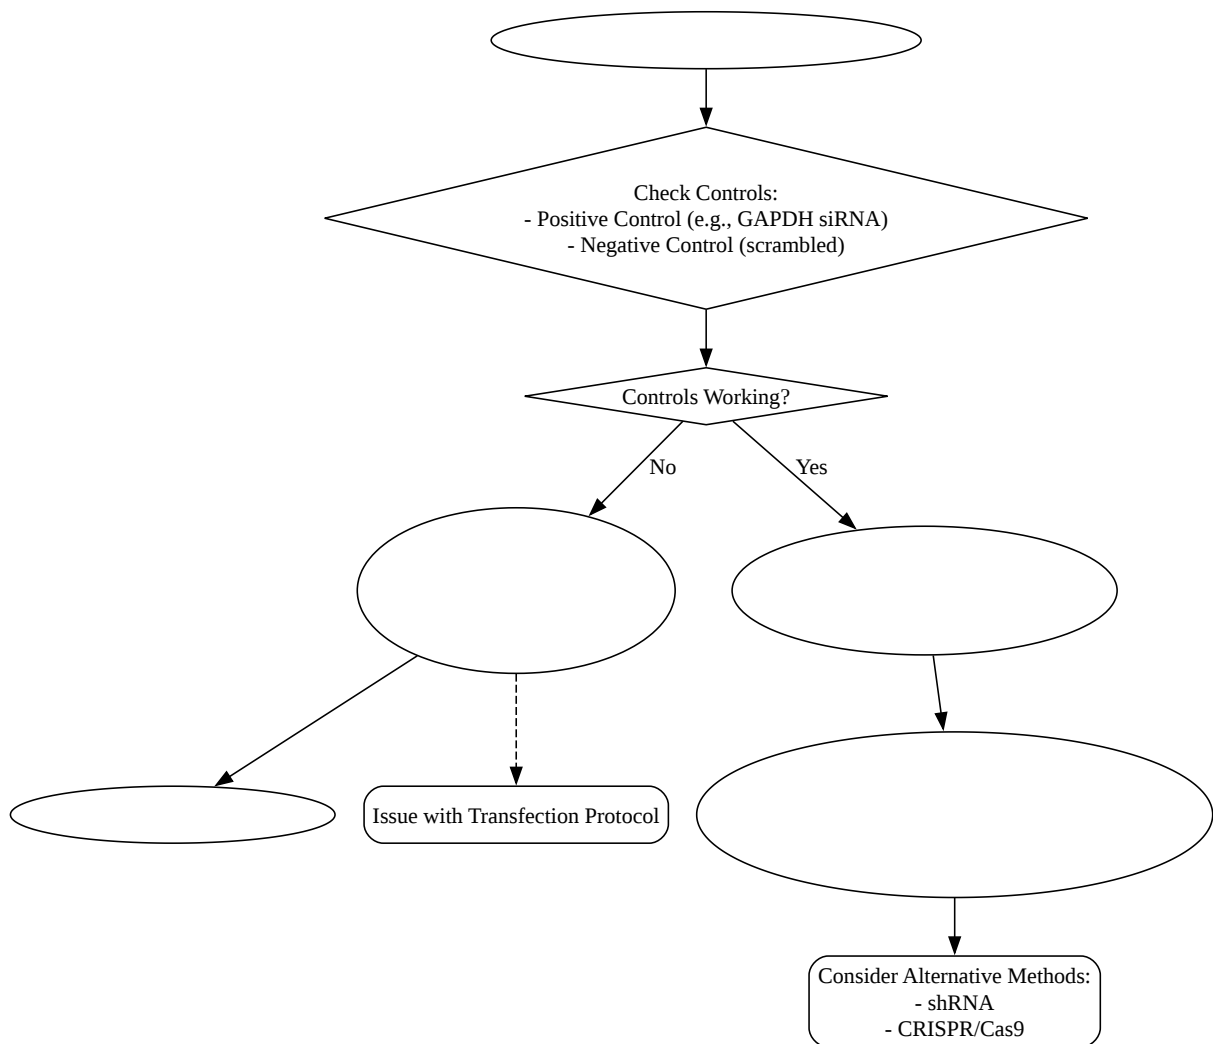 Check Controls:
- Positive Control (e.g., GAPDH siRNA)
- Negative Control (scrambled)
Controls Working?
No
Yes
Issue with Transfection Protocol
Consider Alternative Methods:
- shRNA
- CRISPR/Cas9